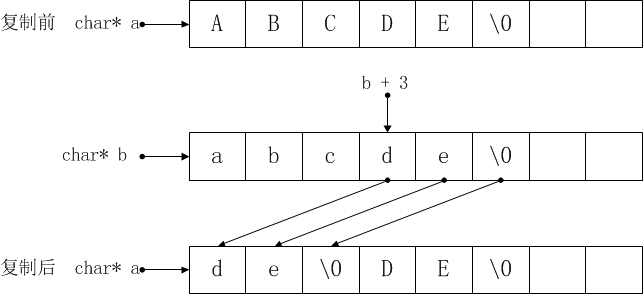 复制前 char* a A B C D E \0
b + 3
char* b a b c d e \0
复制后 char* a d e \0 D E \0